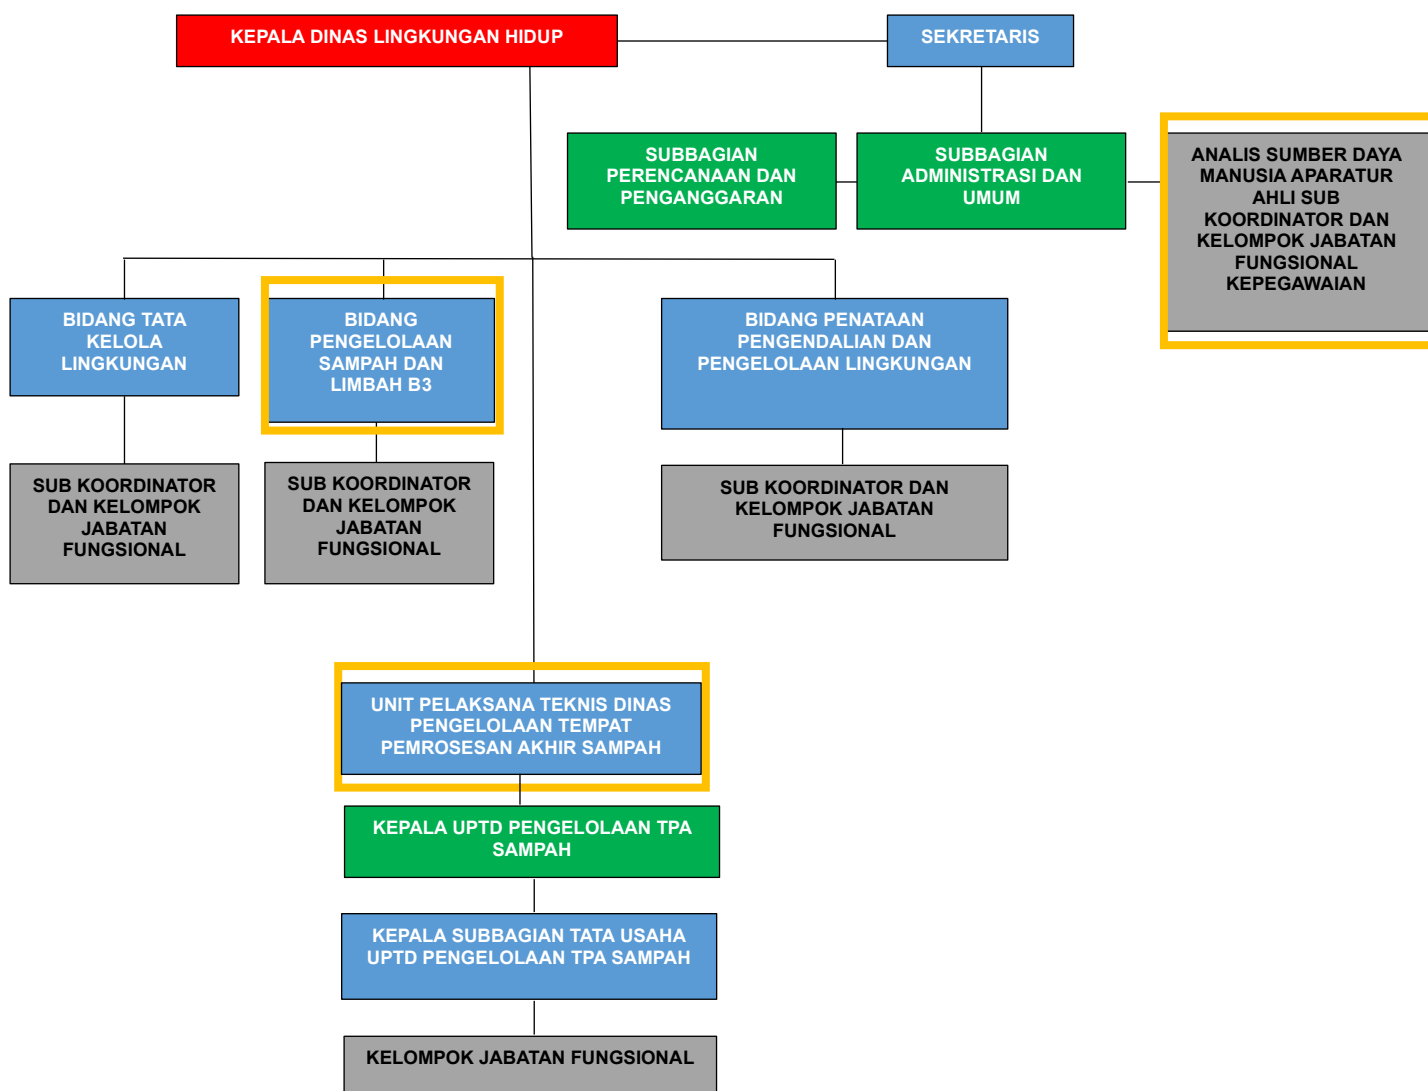 KEPALA DINAS LINGKUNGAN HIDUP
SEKRETARIS
SUBBAGIAN
PERENCANAAN DAN
PENGANGGARAN
SUBBAGIAN
ADMINISTRASI DAN
UMUM
ANALIS SUMBER DAYA
MANUSIA APARATUR
AHLI SUB
KOORDINATOR DAN
KELOMPOK JABATAN
FUNGSIONAL
KEPEGAWAIAN
BIDANG TATA
KELOLA
LINGKUNGAN
BIDANG
PENGELOLAAN
SAMPAH DAN
LIMBAH B3
BIDANG PENATAAN
PENGENDALIAN DAN
PENGELOLAAN LINGKUNGAN
SUB KOORDINATOR
DAN KELOMPOK
JABATAN
FUNGSIONAL
SUB KOORDINATOR
DAN KELOMPOK
JABATAN
FUNGSIONAL
SUB KOORDINATOR DAN
KELOMPOK JABATAN
FUNGSIONAL
UNIT PELAKSANA TEKNIS DINAS
PENGELOLAAN TEMPAT
PEMROSESAN AKHIR SAMPAH
KEPALA UPTD PENGELOLAAN TPA
SAMPAH
KEPALA SUBBAGIAN TATA USAHA
UPTD PENGELOLAAN TPA SAMPAH
KELOMPOK JABATAN FUNGSIONAL